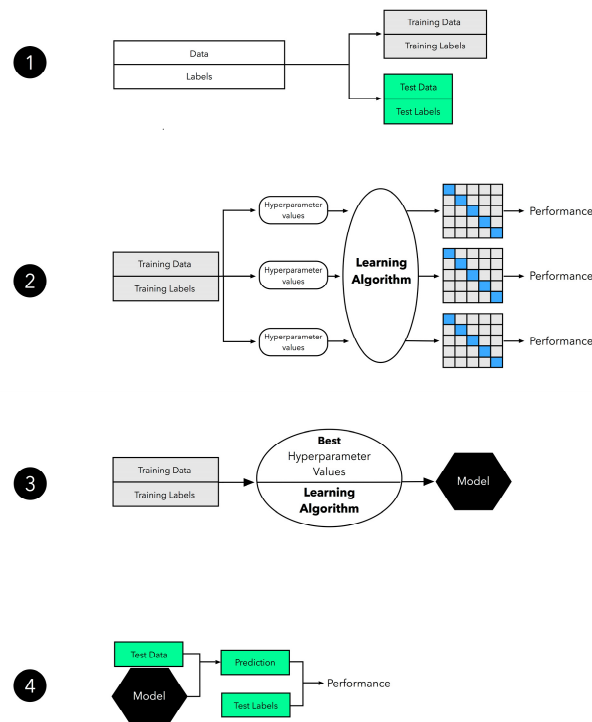 1
Data
Labels
Training Data
Training Labels
Test Data
Test Labels
2
Training Data
Training Labels
Hyperparameter
values
Hyperparameter
values
Hyperparameter
values
Learning
Algorithm
Performance
Performance
Performance
3
Training Data
Training Labels
Best
Hyperparameter
Values
Learning
Algorithm
Model
4
Test Data
Model
Prediction
Test Labels
Performance